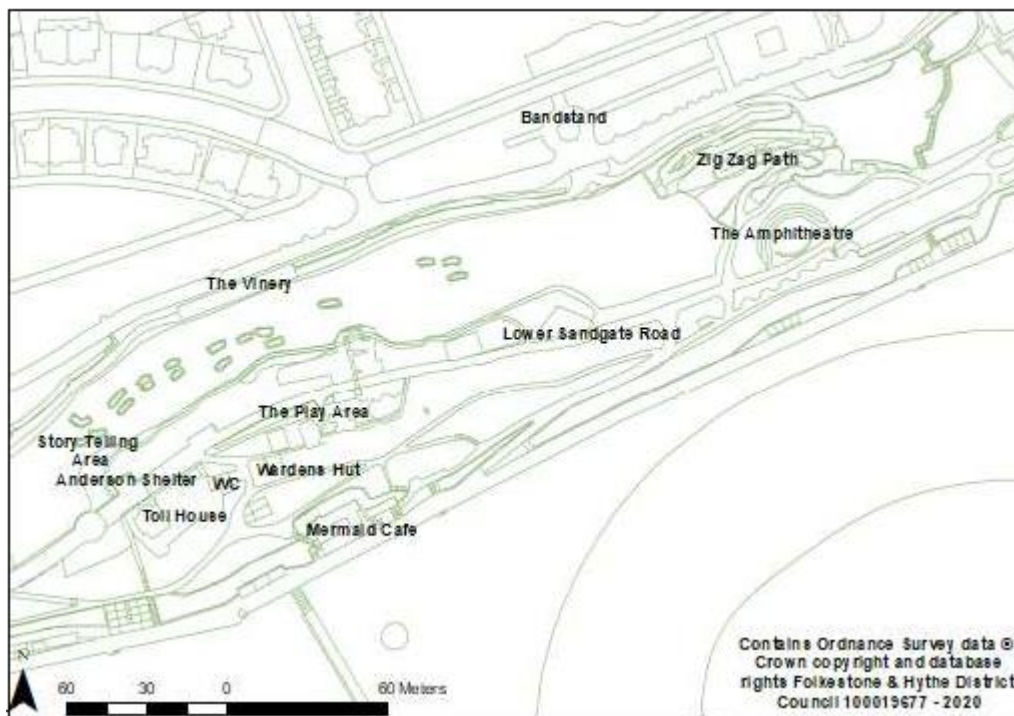 Bandstand
Zig Zag Path
The Amphitheatre
The Vinery
Lower Sandgate Road
The Play Area
Story Telling
Area
Anderson Shelter
WC
Wardens Hut
Toll House
Mermaid Cafe
N
60 30 0 60 Meters
Contains Ordnance Survey data ©
Crown copyright and database
rights Folkestone & Hythe District
Council 100019677 - 2020